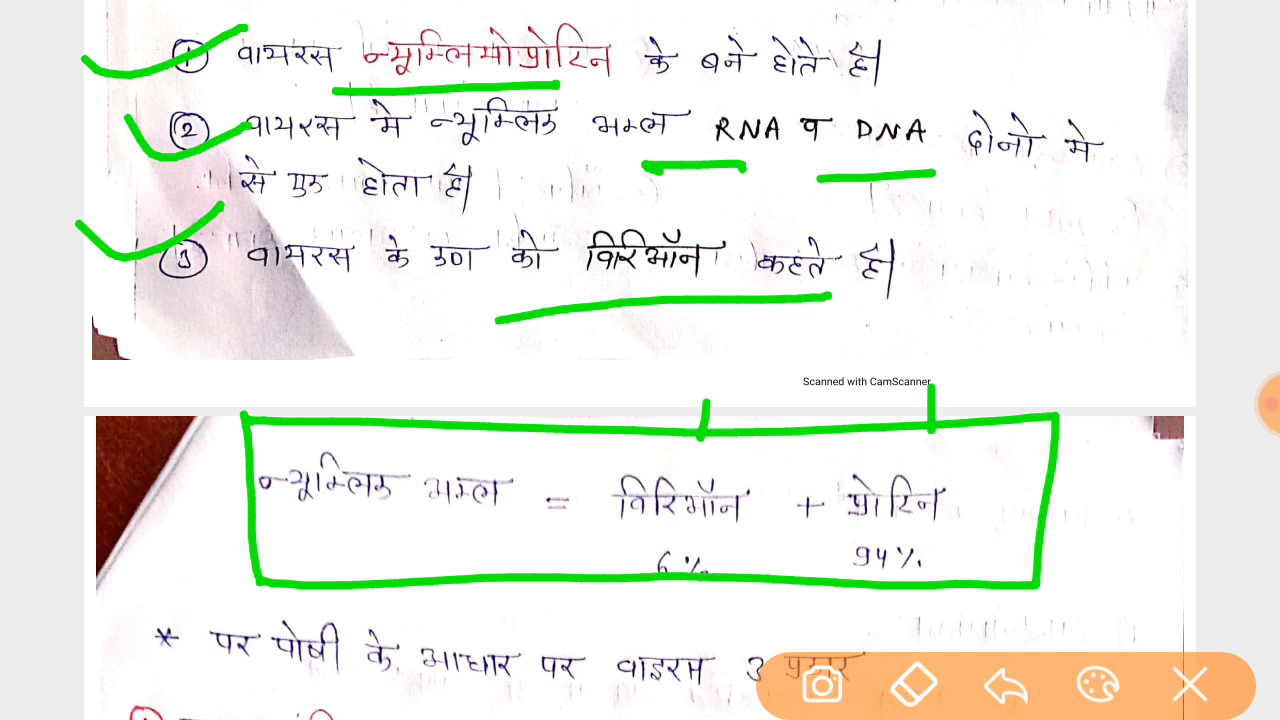 ① वायरस न्यूक्लियोप्रोटिन के बने होते है।
② वायरस मे न्यूक्लिक अम्ल RNA व DNA दोनो मे
से एक होता है।
③ वायरस के कण को विरिऑन कहते है।
Scanned with CamScanner
न्यूक्लिक अम्ल = विरिऑन + प्रोटिन
6% 94%
* पर पोषी के आधार पर वाइरस 3 प्रकार